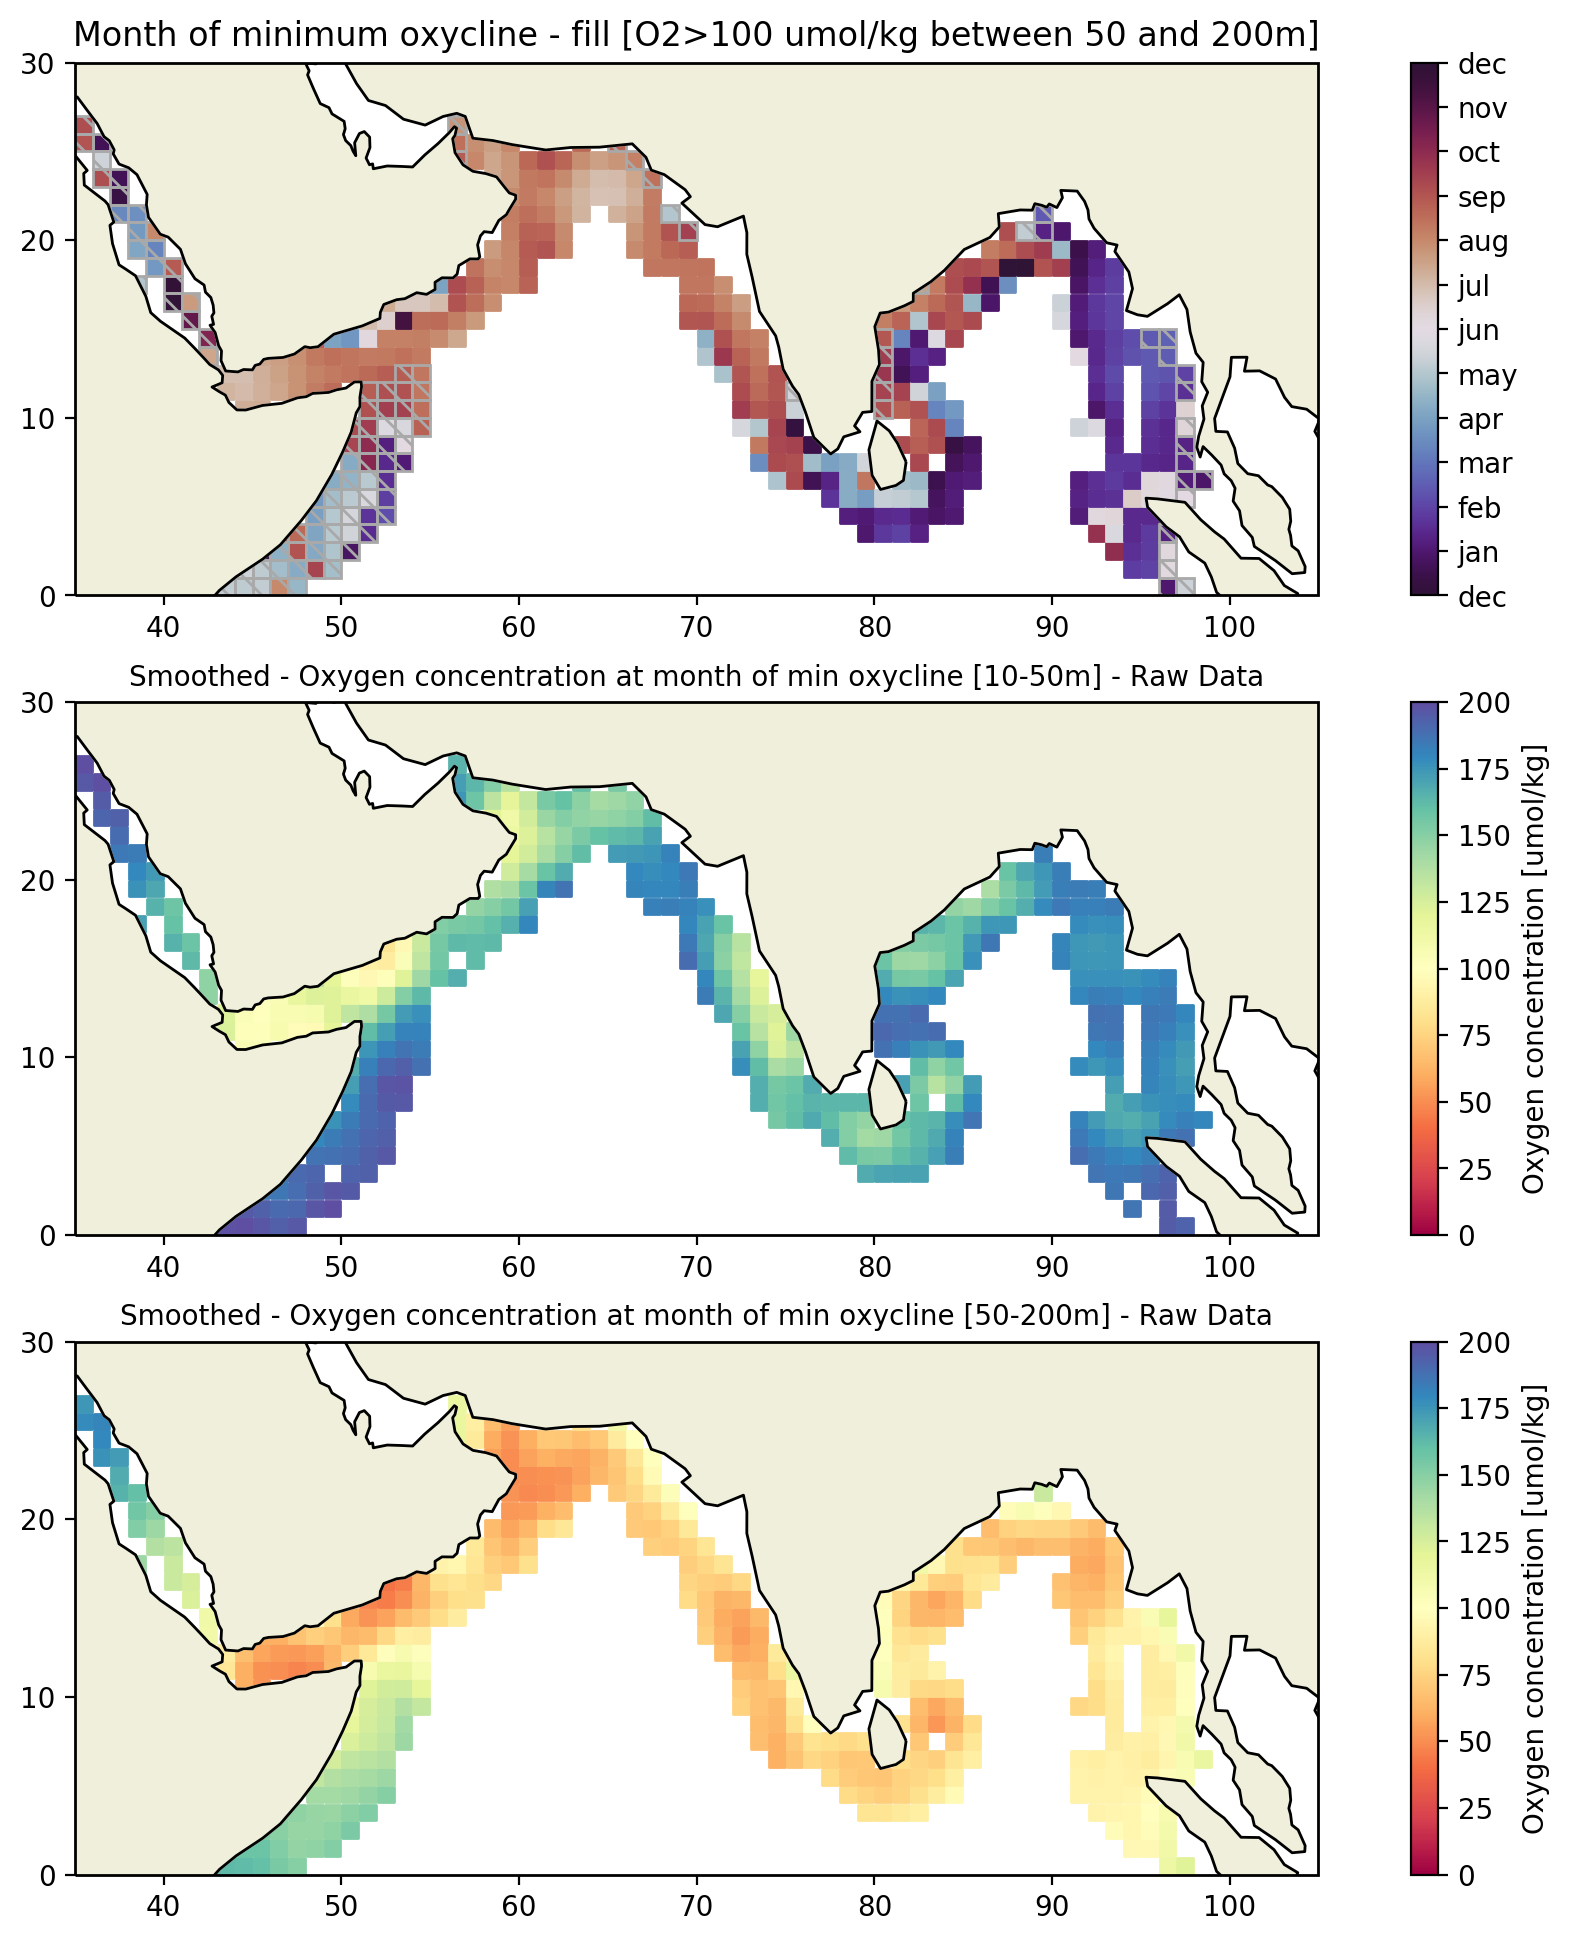 Month of minimum oxycline - fill [O2>100 umol/kg between 50 and 200m]
30
20
10
0
40
50
60
70
80
90
100
dec
nov
oct
sep
aug
jul
jun
may
apr
mar
feb
jan
dec
Smoothed - Oxygen concentration at month of min oxycline [10-50m] - Raw Data
30
20
10
0
40
50
60
70
80
90
100
200
175
150
125
100
75
50
25
0
Oxygen concentration [umol/kg]
Smoothed - Oxygen concentration at month of min oxycline [50-200m] - Raw Data
30
20
10
0
40
50
60
70
80
90
100
200
175
150
125
100
75
50
25
0
Oxygen concentration [umol/kg]